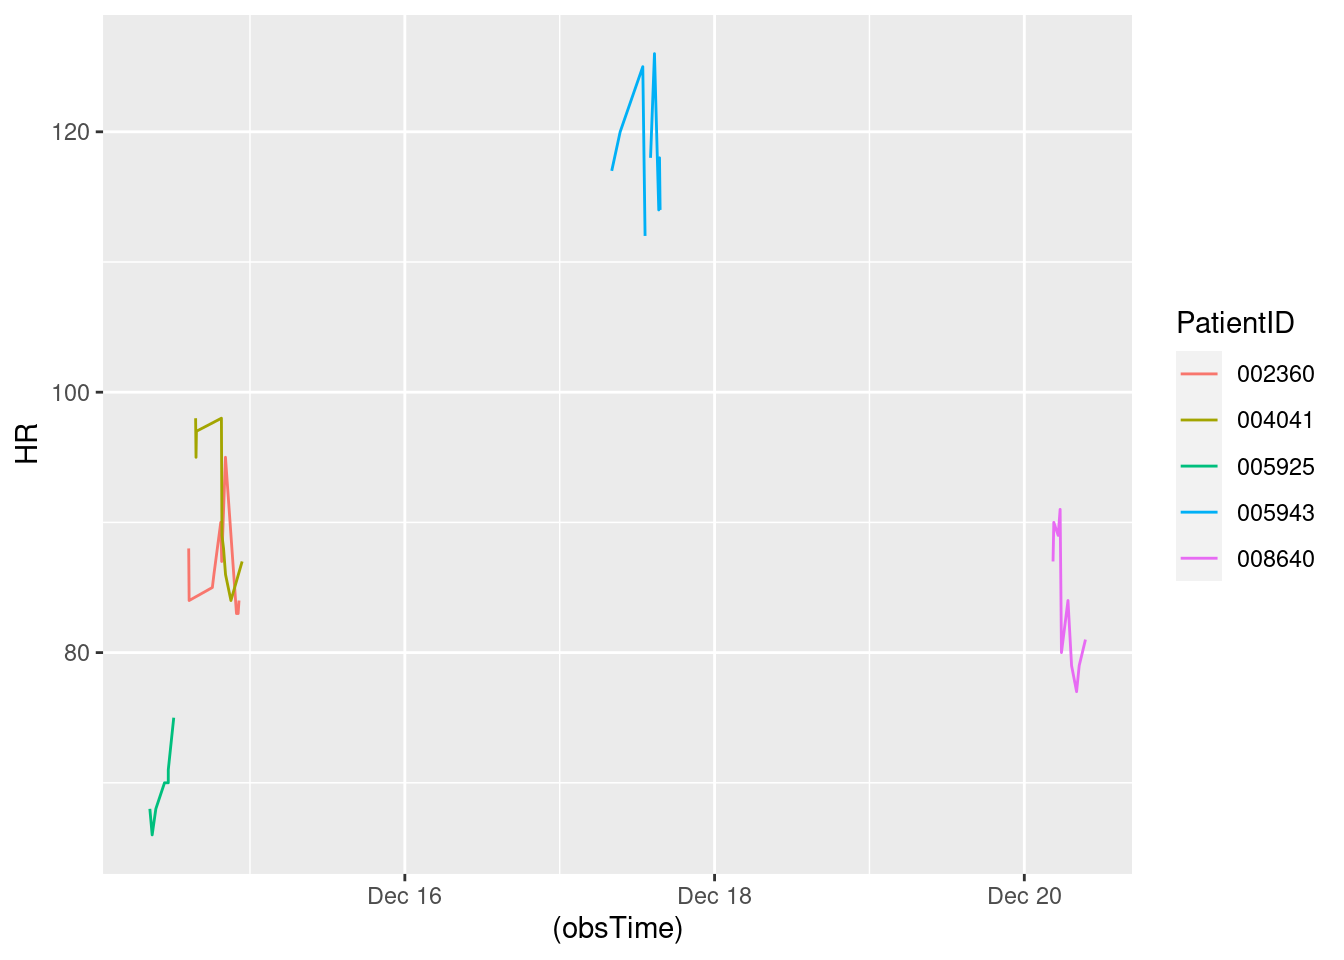 120
100
80
HR
Dec 16
Dec 18
Dec 20
(obsTime)
PatientID
002360
004041
005925
005943
008640